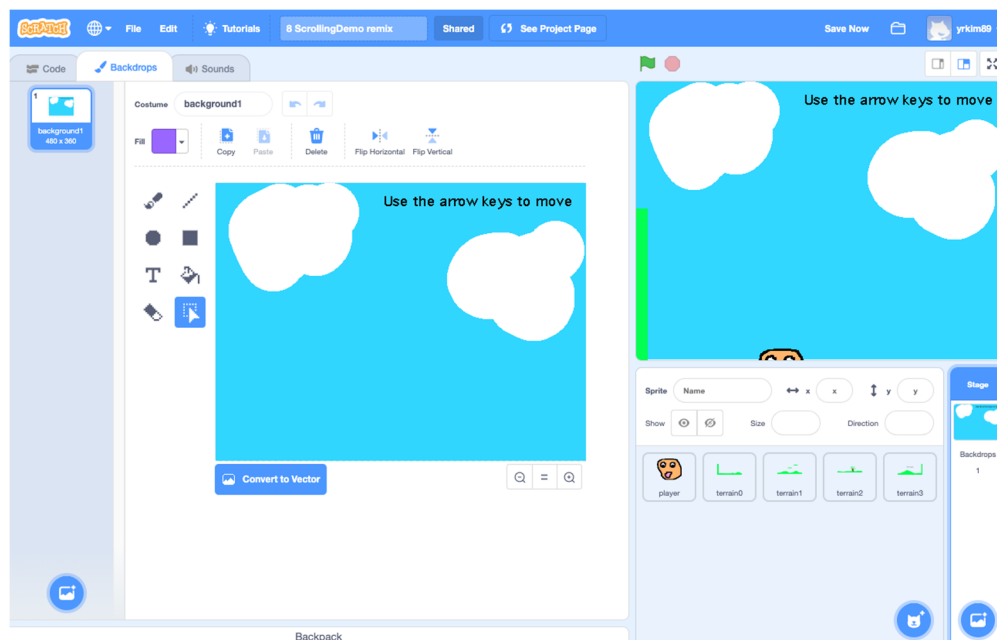 SCRATCH File Edit Tutorials 8 ScrollingDemo remix Shared See Project Page Save Now yrkim89
Code Backdrops Sounds
1
background1
480 x 360
Costume background1
Fill Copy Paste Delete Flip Horizontal Flip Vertical
Use the arrow keys to move
T
Convert to Vector
Backpack
Use the arrow keys to move
Sprite Name x x y y
Show Size Direction
player terrain0 terrain1 terrain2 terrain3
Stage
Backdrops
1